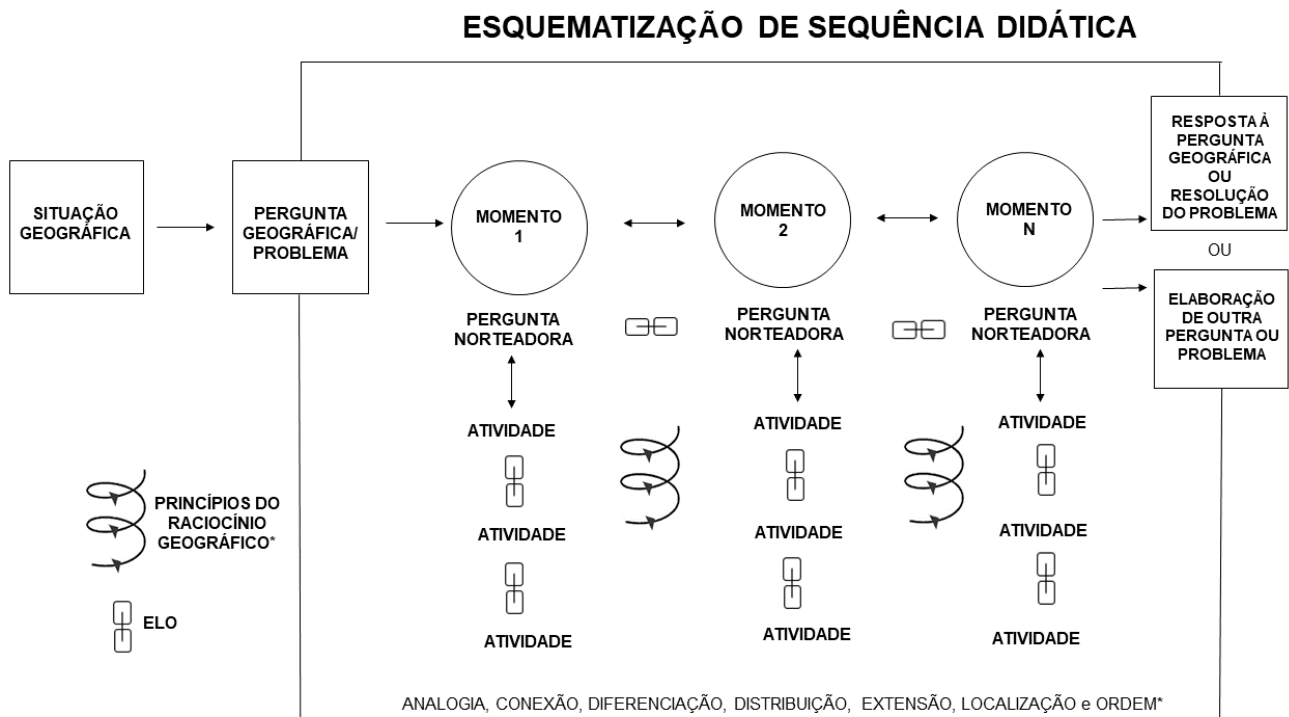 ESQUEMATIZAÇÃO DE SEQUÊNCIA DIDÁTICA
SITUAÇÃO
GEOGRÁFICA
PERGUNTA
GEOGRÁFICA/
PROBLEMA
MOMENTO
1
MOMENTO
2
MOMENTO
N
RESPOSTA À
PERGUNTA
GEOGRÁFICA
OU
RESOLUÇÃO
DO PROBLEMA
OU
ELABORAÇÃO
DE OUTRA
PERGUNTA OU
PROBLEMA
PERGUNTA
NORTEADORA
PERGUNTA
NORTEADORA
PERGUNTA
NORTEADORA
ATIVIDADE
ATIVIDADE
ATIVIDADE
ATIVIDADE
ATIVIDADE
ATIVIDADE
ATIVIDADE
ATIVIDADE
ATIVIDADE
PRINCÍPIOS DO
RACIOCÍNIO
GEOGRÁFICO*
ELO
ANALOGIA, CONEXÃO, DIFERENCIAÇÃO, DISTRIBUIÇÃO, EXTENSÃO, LOCALIZAÇÃO e ORDEM*